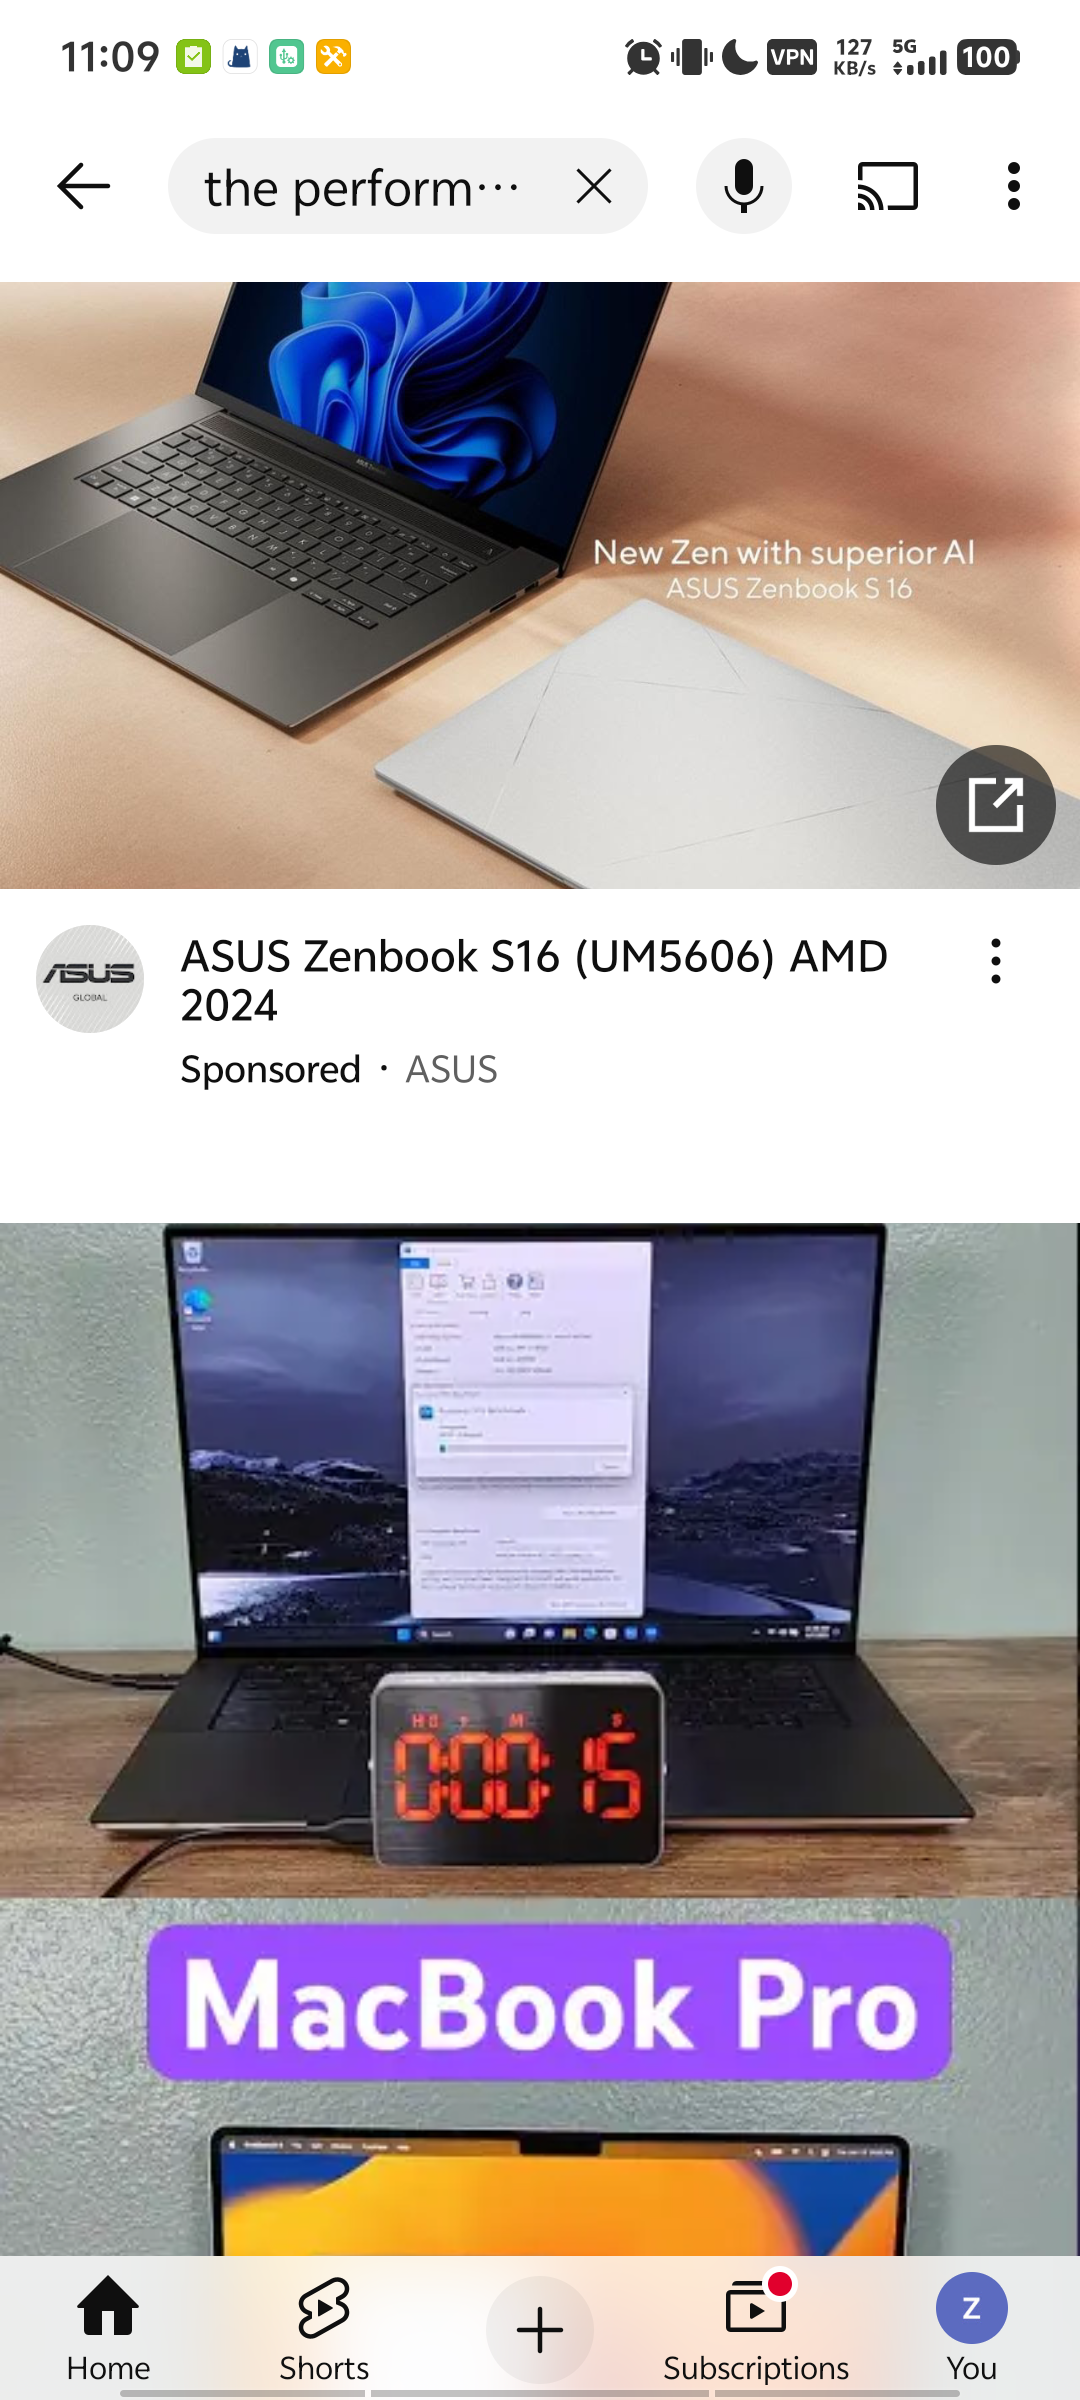 11:09
VPN
127
KB/s
5G
100
the perform···
New Zen with superior AI
ASUS Zenbook S 16
ASUS
GLOBAL
ASUS Zenbook S16 (UM5606) AMD
2024
Sponsored · ASUS
0:00:15
MacBook Pro
Home
Shorts
Subscriptions
Z
You